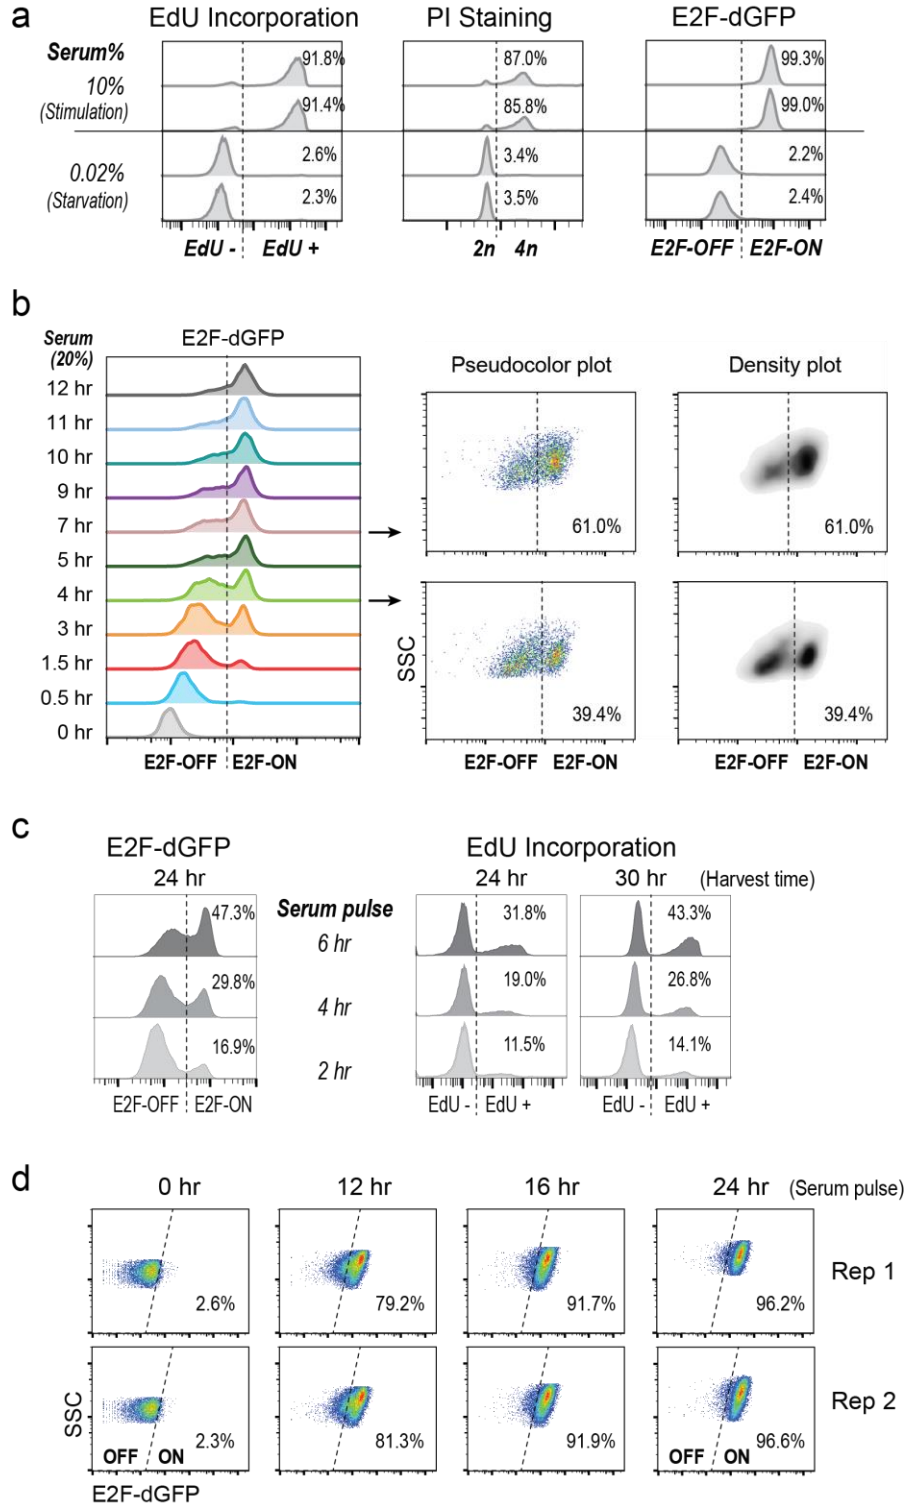 a
EdU Incorporation PI Staining E2F-dGFP
Serum%
10%
(Stimulation)
91.8% 87.0% 99.3%
91.4% 85.8% 99.0%
0.02%
(Starvation)
2.6% 3.4% 2.2%
2.3% 3.5% 2.4%
EdU - EdU + 2n 4n E2F-OFF E2F-ON
b
Serum
(20%)
E2F-dGFP
12 hr
11 hr
10 hr
9 hr
7 hr
5 hr
4 hr
3 hr
1.5 hr
0.5 hr
0 hr
E2F-OFF E2F-ON
Pseudocolor plot Density plot
61.0% 61.0%
SSC
39.4% 39.4%
E2F-OFF E2F-ON E2F-OFF E2F-ON
c
E2F-dGFP EdU Incorporation
24 hr 24 hr 30 hr (Harvest time)
Serum pulse
47.3% 6 hr 31.8% 43.3%
29.8% 4 hr 19.0% 26.8%
16.9% 2 hr 11.5% 14.1%
E2F-OFF E2F-ON EdU - EdU + EdU - EdU +
d
0 hr 12 hr 16 hr 24 hr (Serum pulse)
2.6% 79.2% 91.7% 96.2% Rep 1
SSC
2.3% 81.3% 91.9% 96.6% Rep 2
OFF ON OFF ON
E2F-dGFP